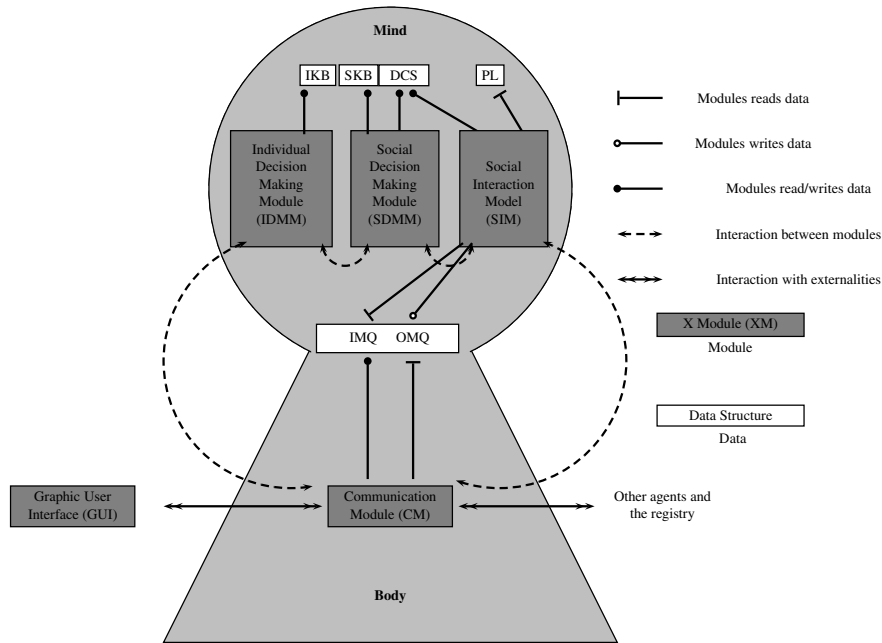 Mind
IKB
SKB
DCS
PL
Individual
Decision
Making
Module
(IDMM)
Social
Decision
Making
Module
(SDMM)
Social
Interaction
Model
(SIM)
IMQ
OMQ
Graphic User
Interface (GUI)
Communication
Module (CM)
Other agents and
the registry
Body
Modules reads data
Modules writes data
Modules read/writes data
Interaction between modules
Interaction with externalities
X Module (XM)
Module
Data Structure
Data